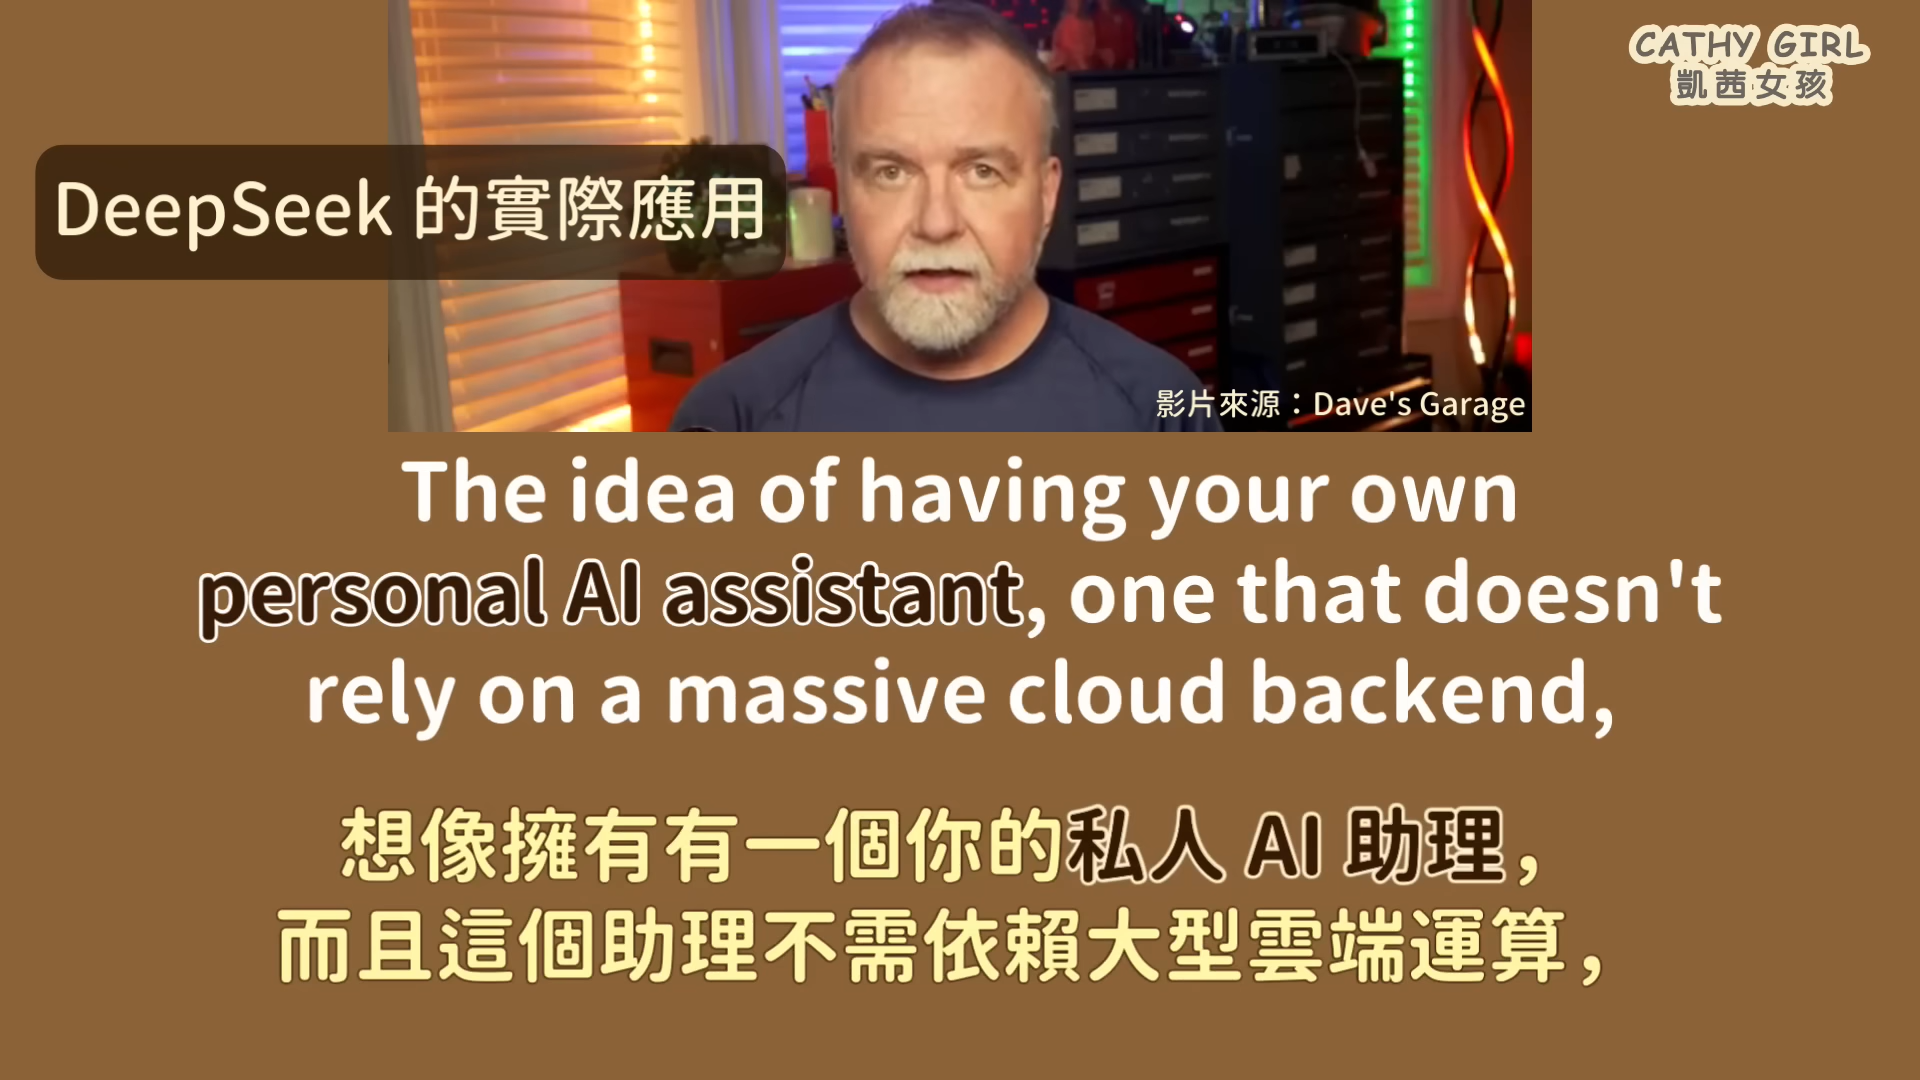 CATHY GIRL
凱茜女孩
DeepSeek 的實際應用
影片來源：Dave's Garage
The idea of having your own
personal AI assistant, one that doesn't
rely on a massive cloud backend,
想像擁有有一個你的私人 AI 助理，
而且這個助理不需依賴大型雲端運算，